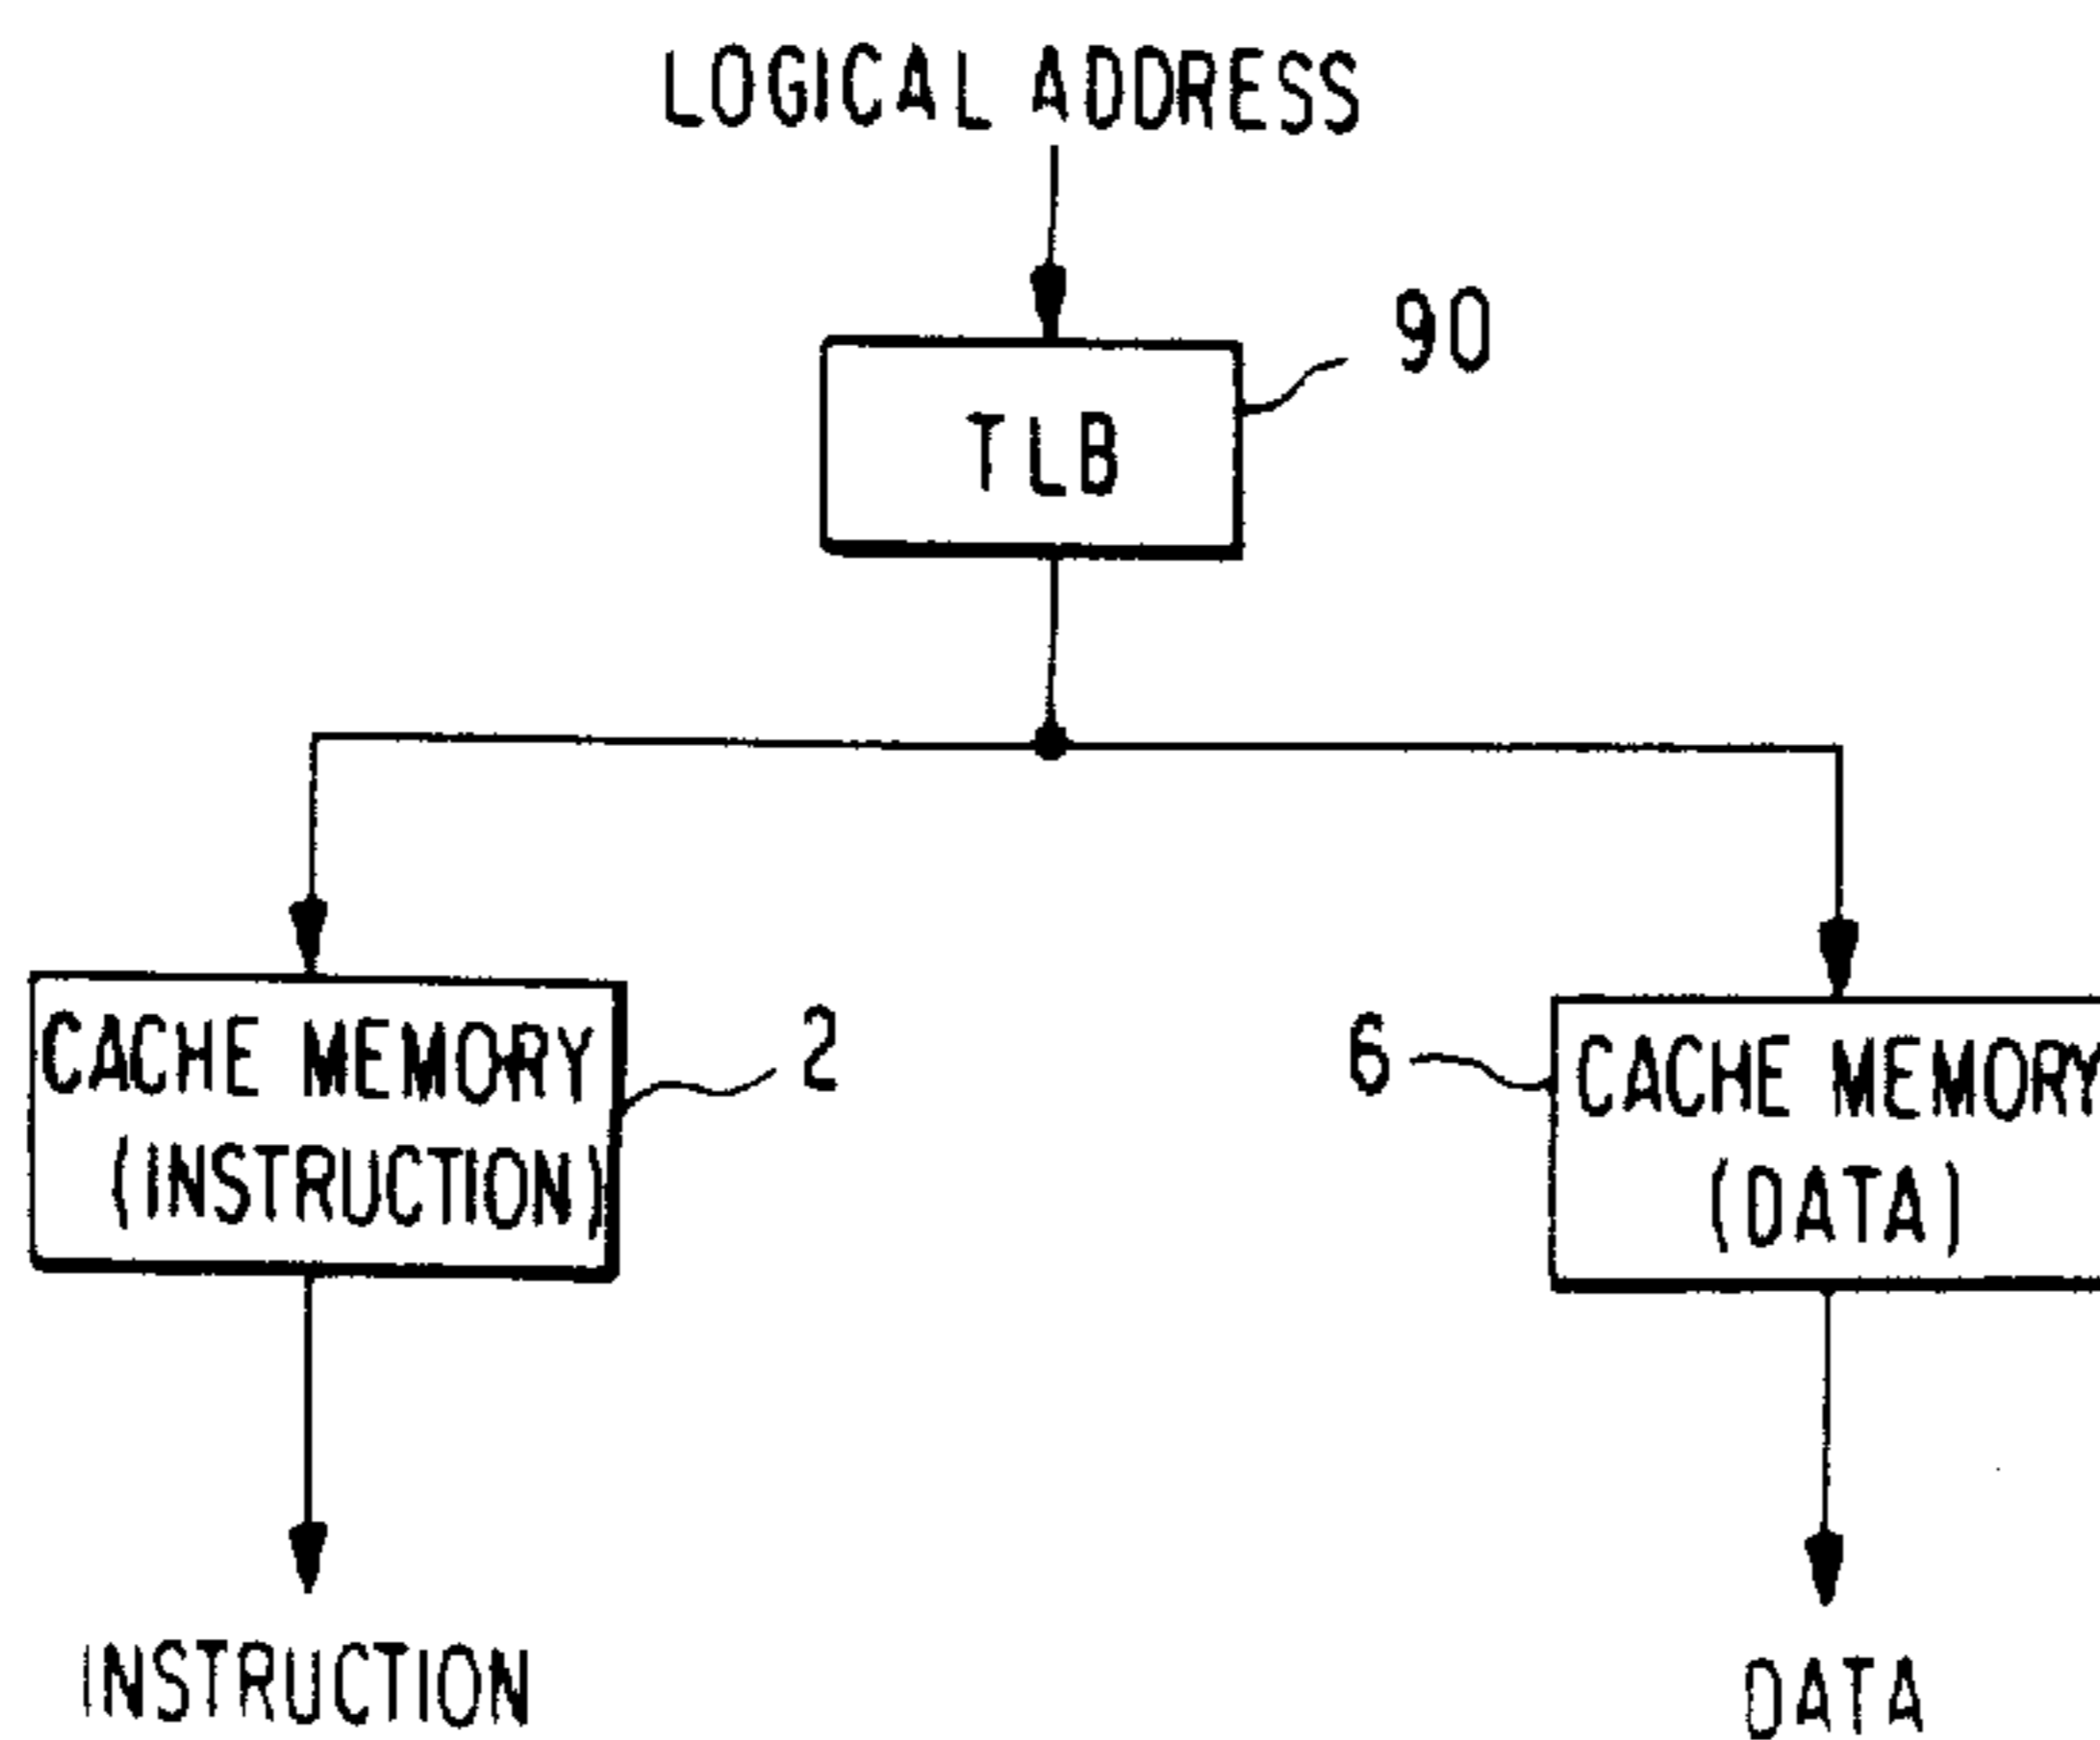 LOGICAL ADDRESS
90
TLB
CACHE MEMORY
(INSTRUCTION)
2
6
CACHE MEMORY
(DATA)
INSTRUCTION
DATA